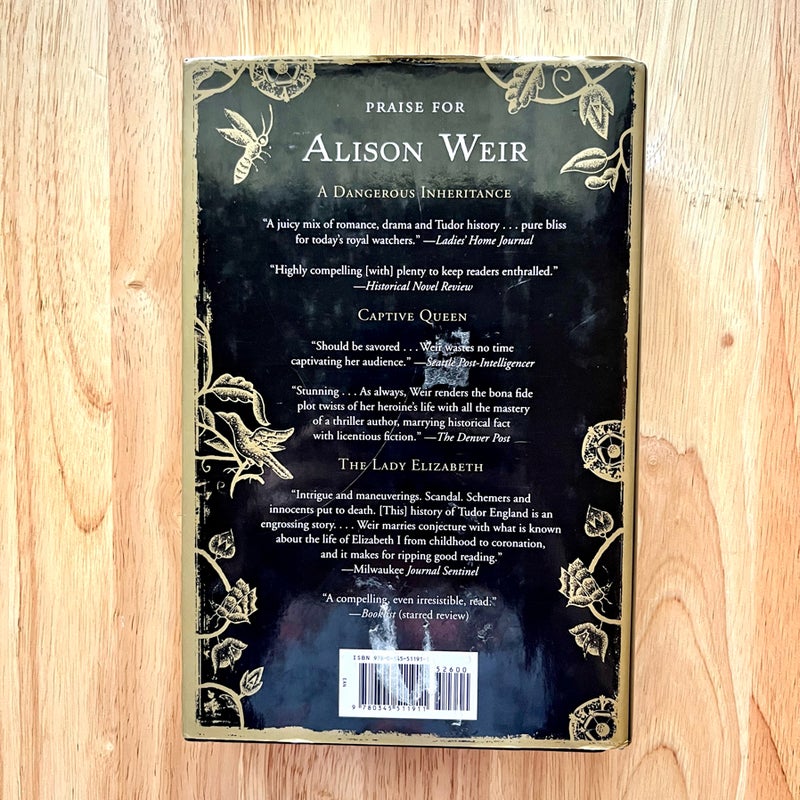 PRAISE FOR
ALISON WEIR
A DANGEROUS INHERITANCE
“A juicy mix of romance, drama and Tudor history . . . pure bliss
for today’s royal watchers.” —Ladies’ Home Journal
“Highly compelling [with] plenty to keep readers enthralled.”
—Historical Novel Review
CAPTIVE QUEEN
“Should be savored . . . Weir wastes no time
captivating her audience.” —Seattle Post-Intelligencer
“Stunning . . . As always, Weir renders the bona fide
plot twists of her heroine’s life with all the mastery
of a thriller author, marrying historical fact
with licentious fiction.” —The Denver Post
THE LADY ELIZABETH
“Intrigue and maneuverings. Scandal. Schemers and
innocents put to death. [This] history of Tudor England is an
engrossing story. . . . Weir marries conjecture with what is known
about the life of Elizabeth I from childhood to coronation,
and it makes for ripping good reading.”
—Milwaukee Journal Sentinel
“A compelling, even irresistible, read.”
—Booklist (starred review)
ISBN
52600
9 780345 511911